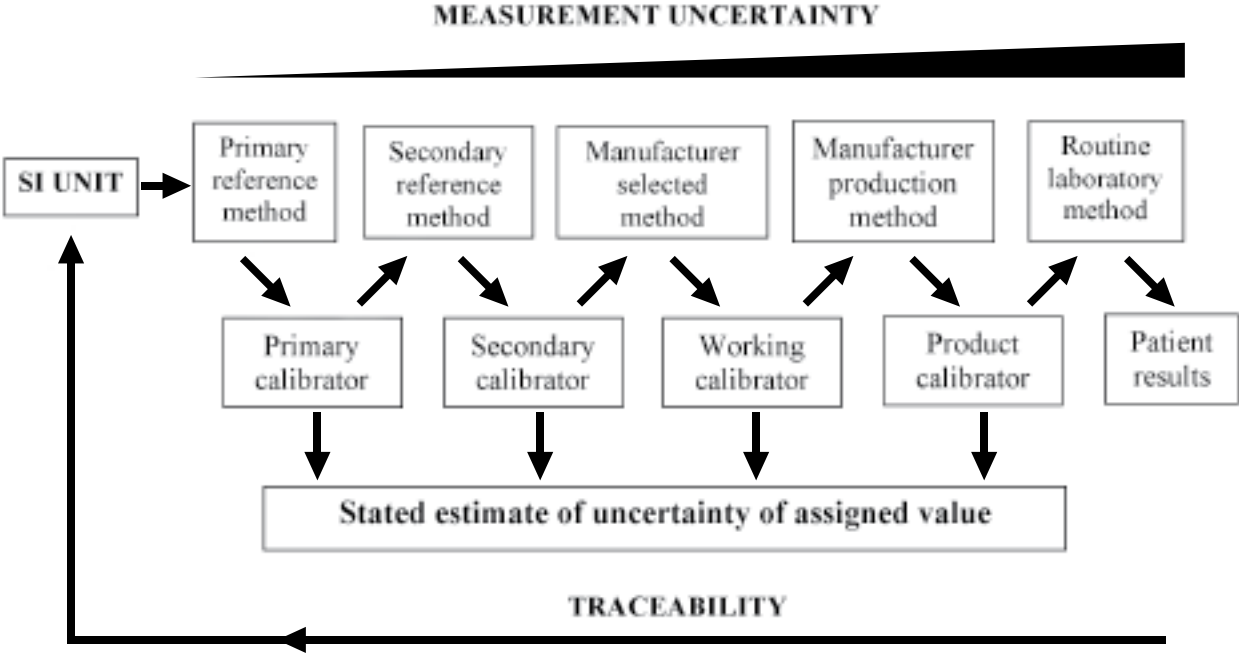 MEASUREMENT UNCERTAINTY
SI UNIT
Primary
reference
method
Secondary
reference
method
Manufacturer
selected
method
Manufacturer
production
method
Routine
laboratory
method
Primary
calibrator
Secondary
calibrator
Working
calibrator
Product
calibrator
Patient
results
Stated estimate of uncertainty of assigned value
TRACEABILITY